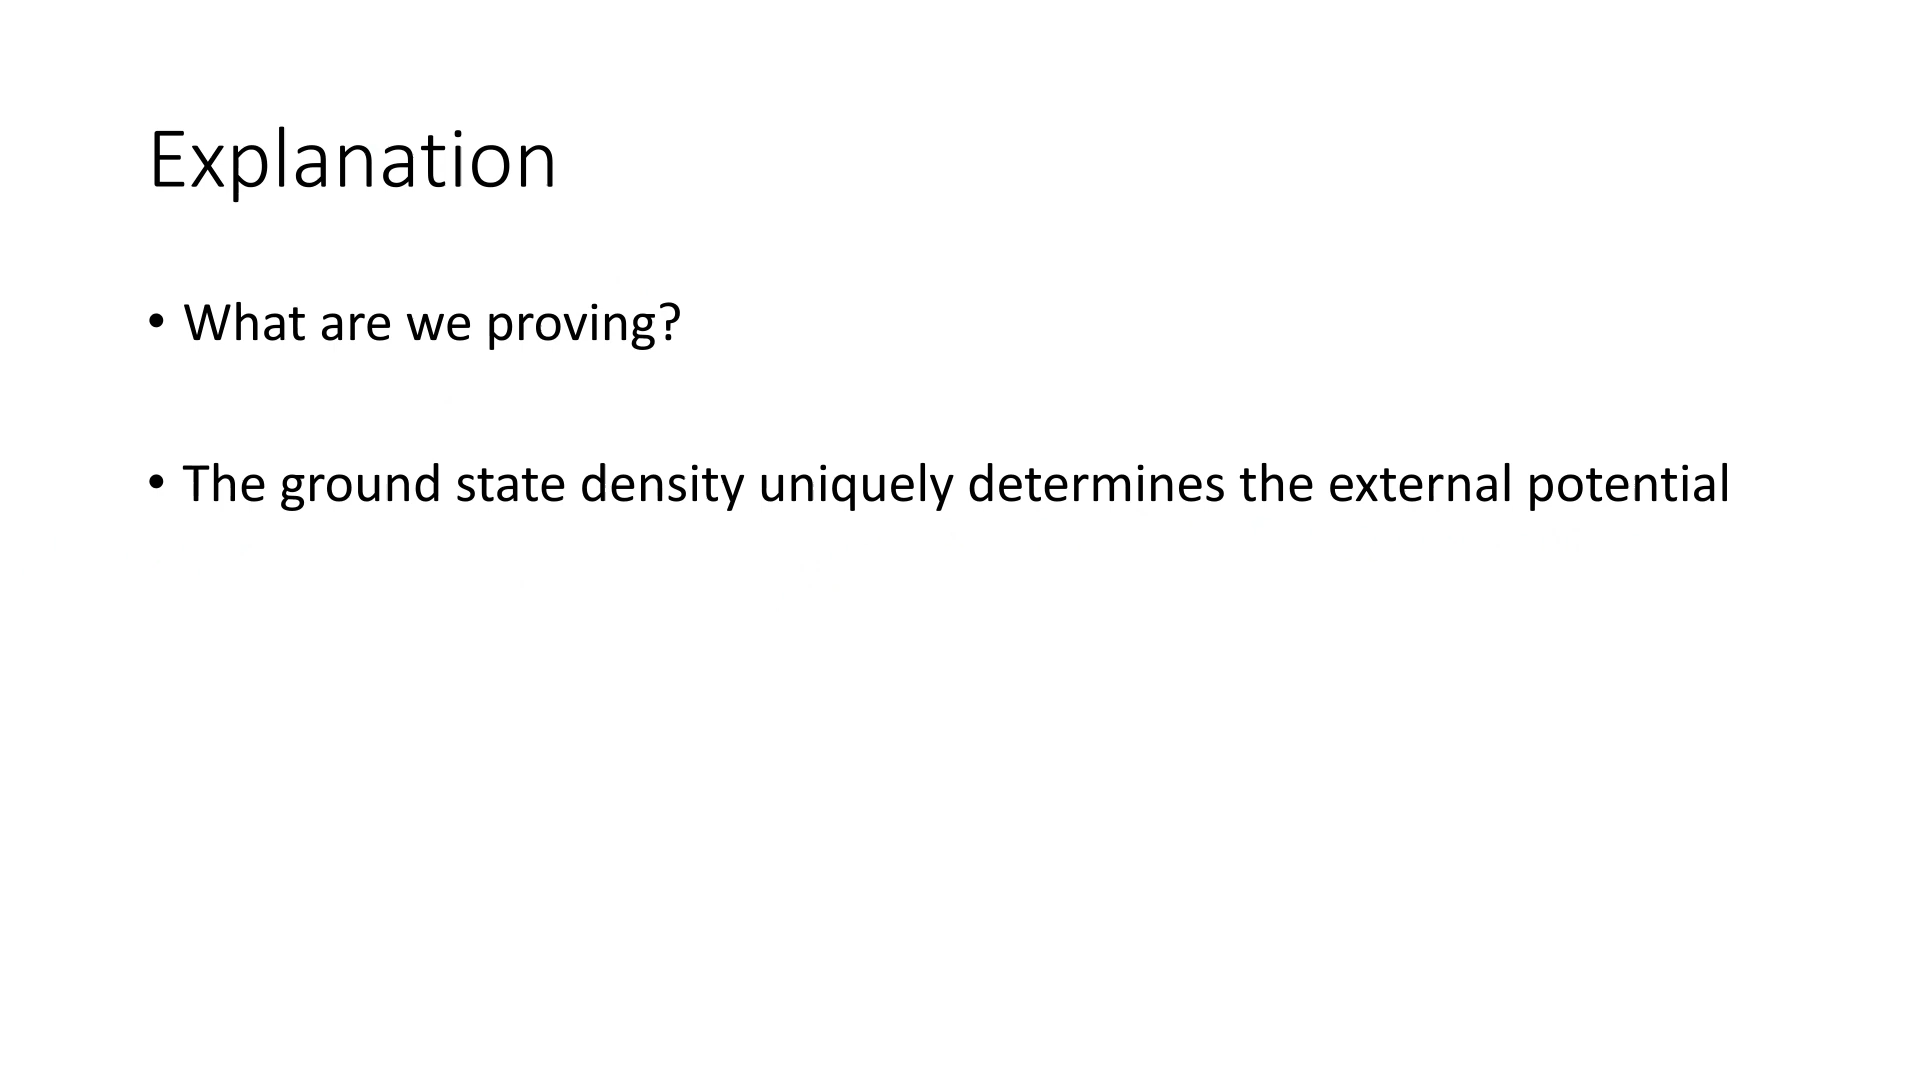 Explanation
• What are we proving?
• The ground state density uniquely determines the external potential